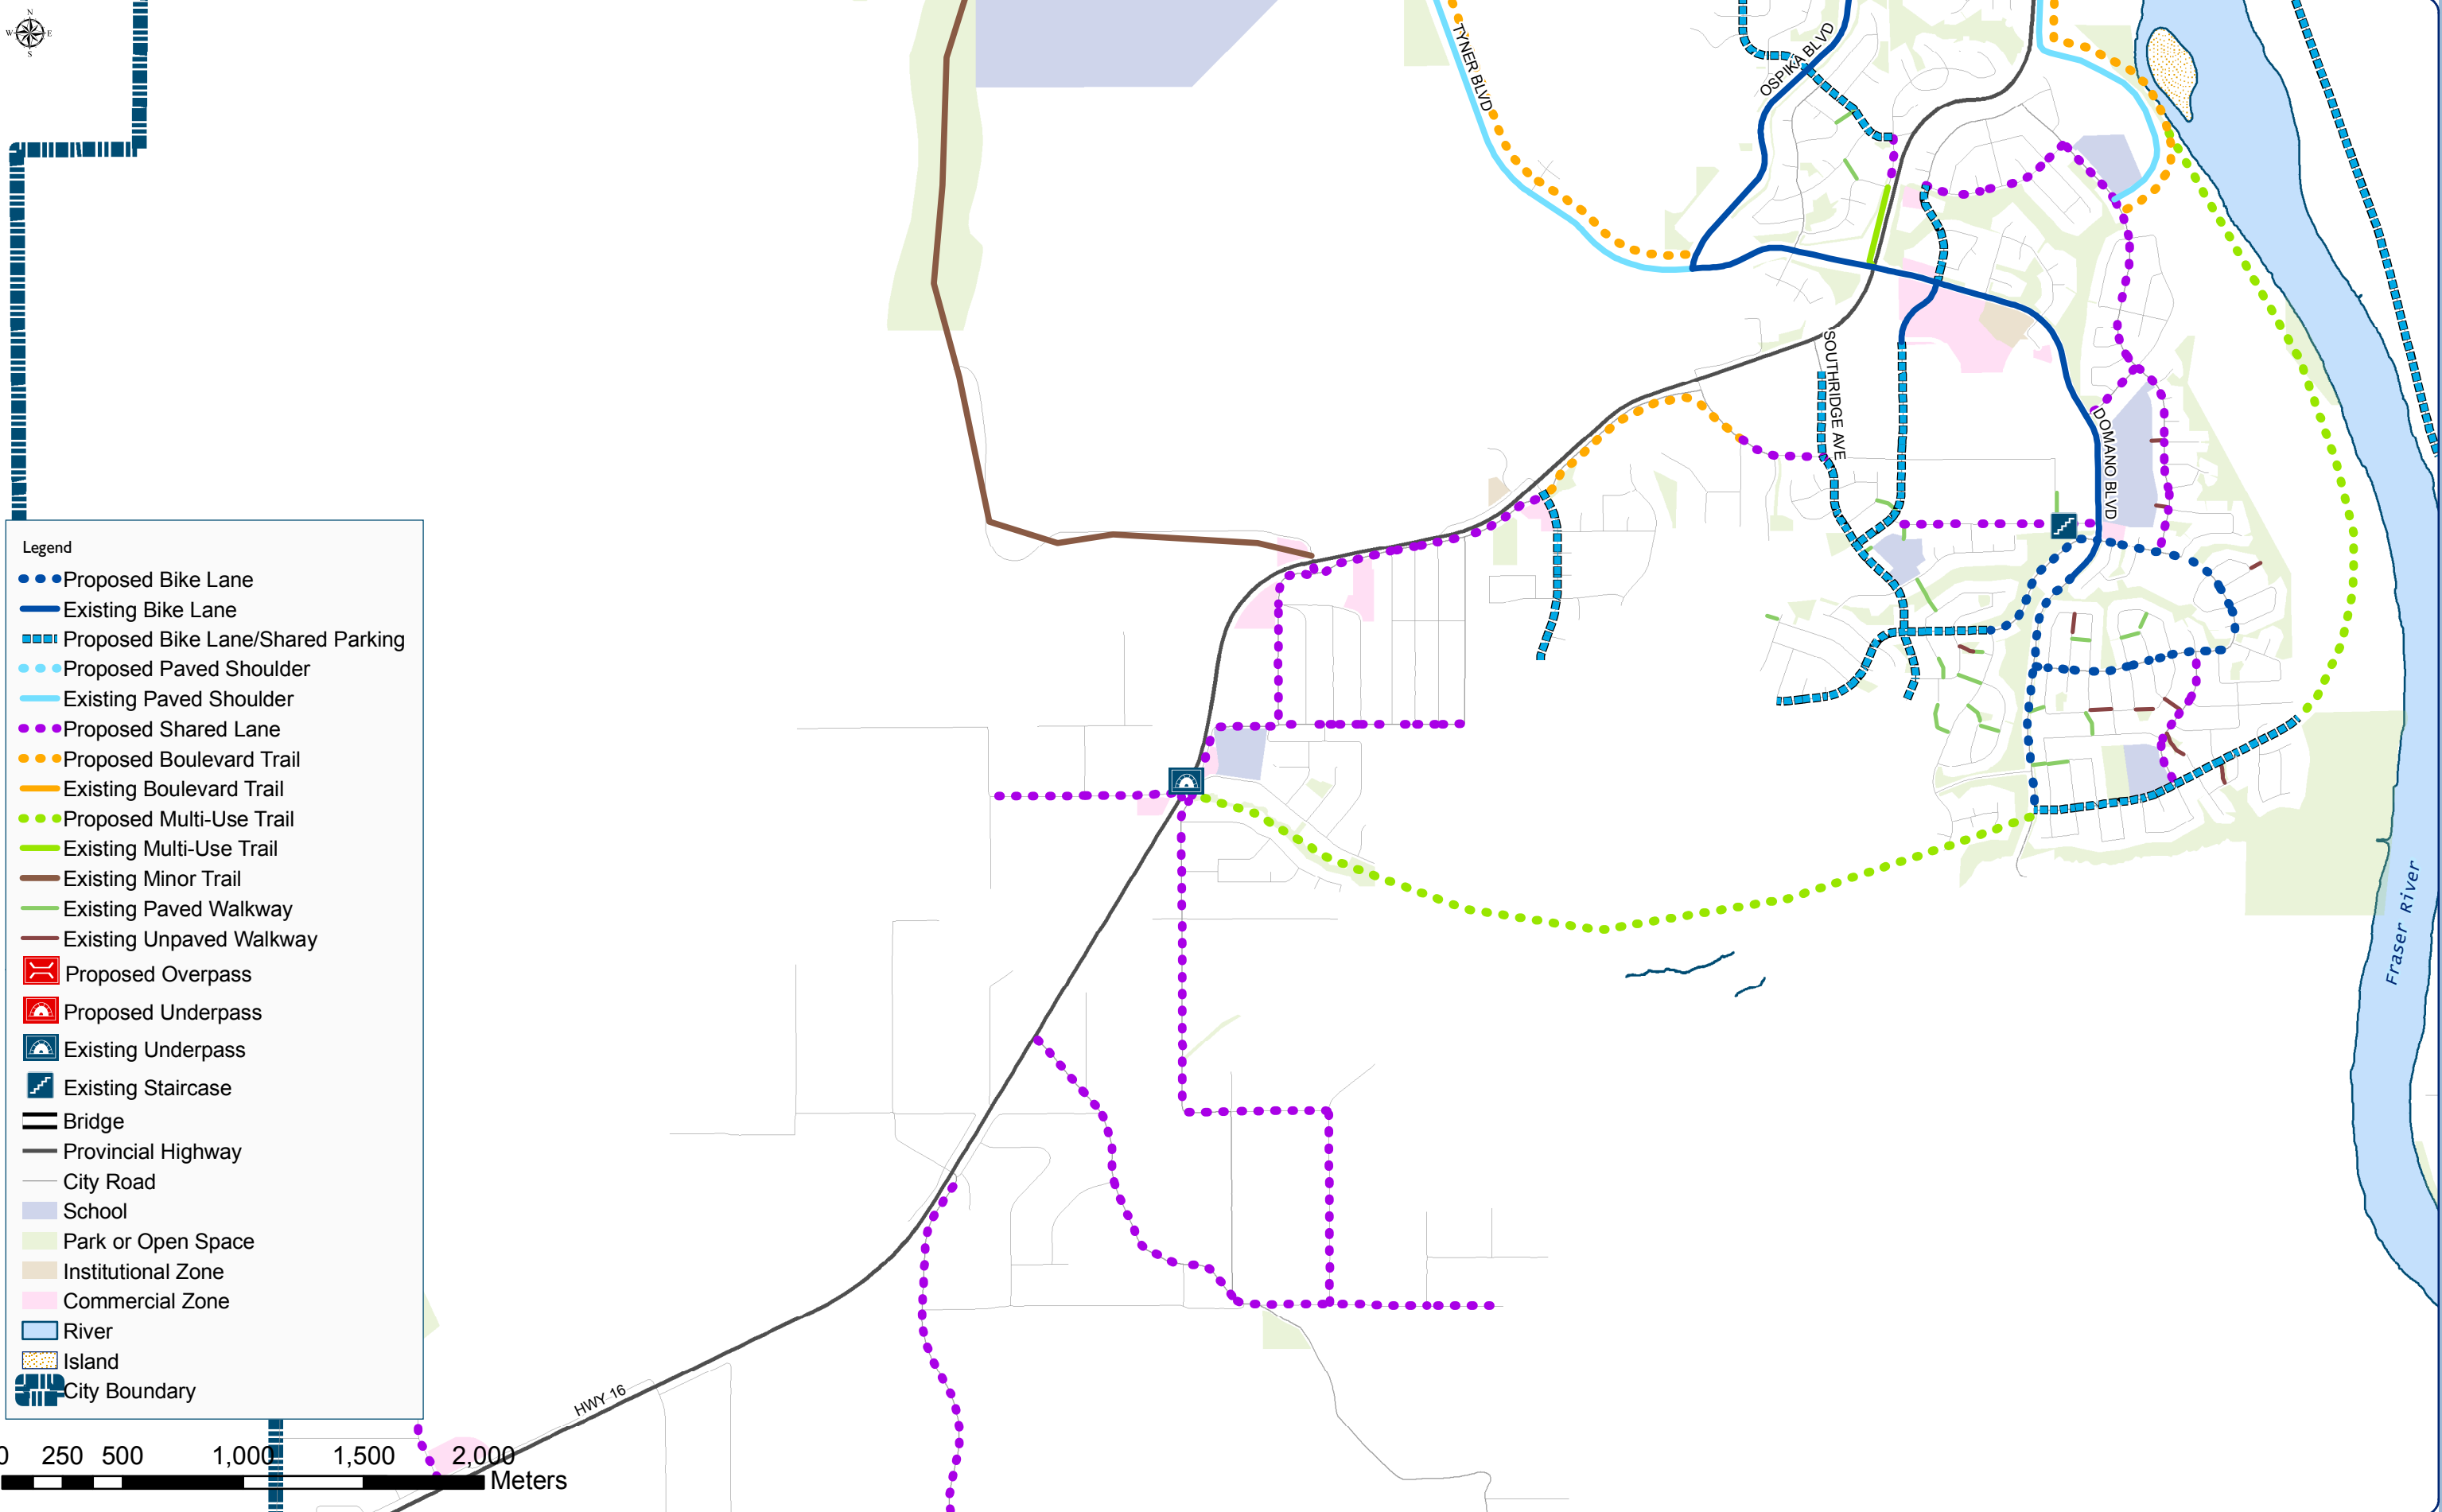 N
W E
S
TYNER BLVD
OSPIKA BLVD
SOUTHRIDGE AVE
DOMANO BLVD
Fraser River
HWY 16
Legend
Proposed Bike Lane
Existing Bike Lane
Proposed Bike Lane/Shared Parking
Proposed Paved Shoulder
Existing Paved Shoulder
Proposed Shared Lane
Proposed Boulevard Trail
Existing Boulevard Trail
Proposed Multi-Use Trail
Existing Multi-Use Trail
Existing Minor Trail
Existing Paved Walkway
Existing Unpaved Walkway
Proposed Overpass
Proposed Underpass
Existing Underpass
Existing Staircase
Bridge
Provincial Highway
City Road
School
Park or Open Space
Institutional Zone
Commercial Zone
River
Island
City Boundary
0 250 500 1,000 1,500 2,000
Meters